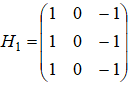 H₁ = ( 1 0 −1
1 0 −1
1 0 −1 )